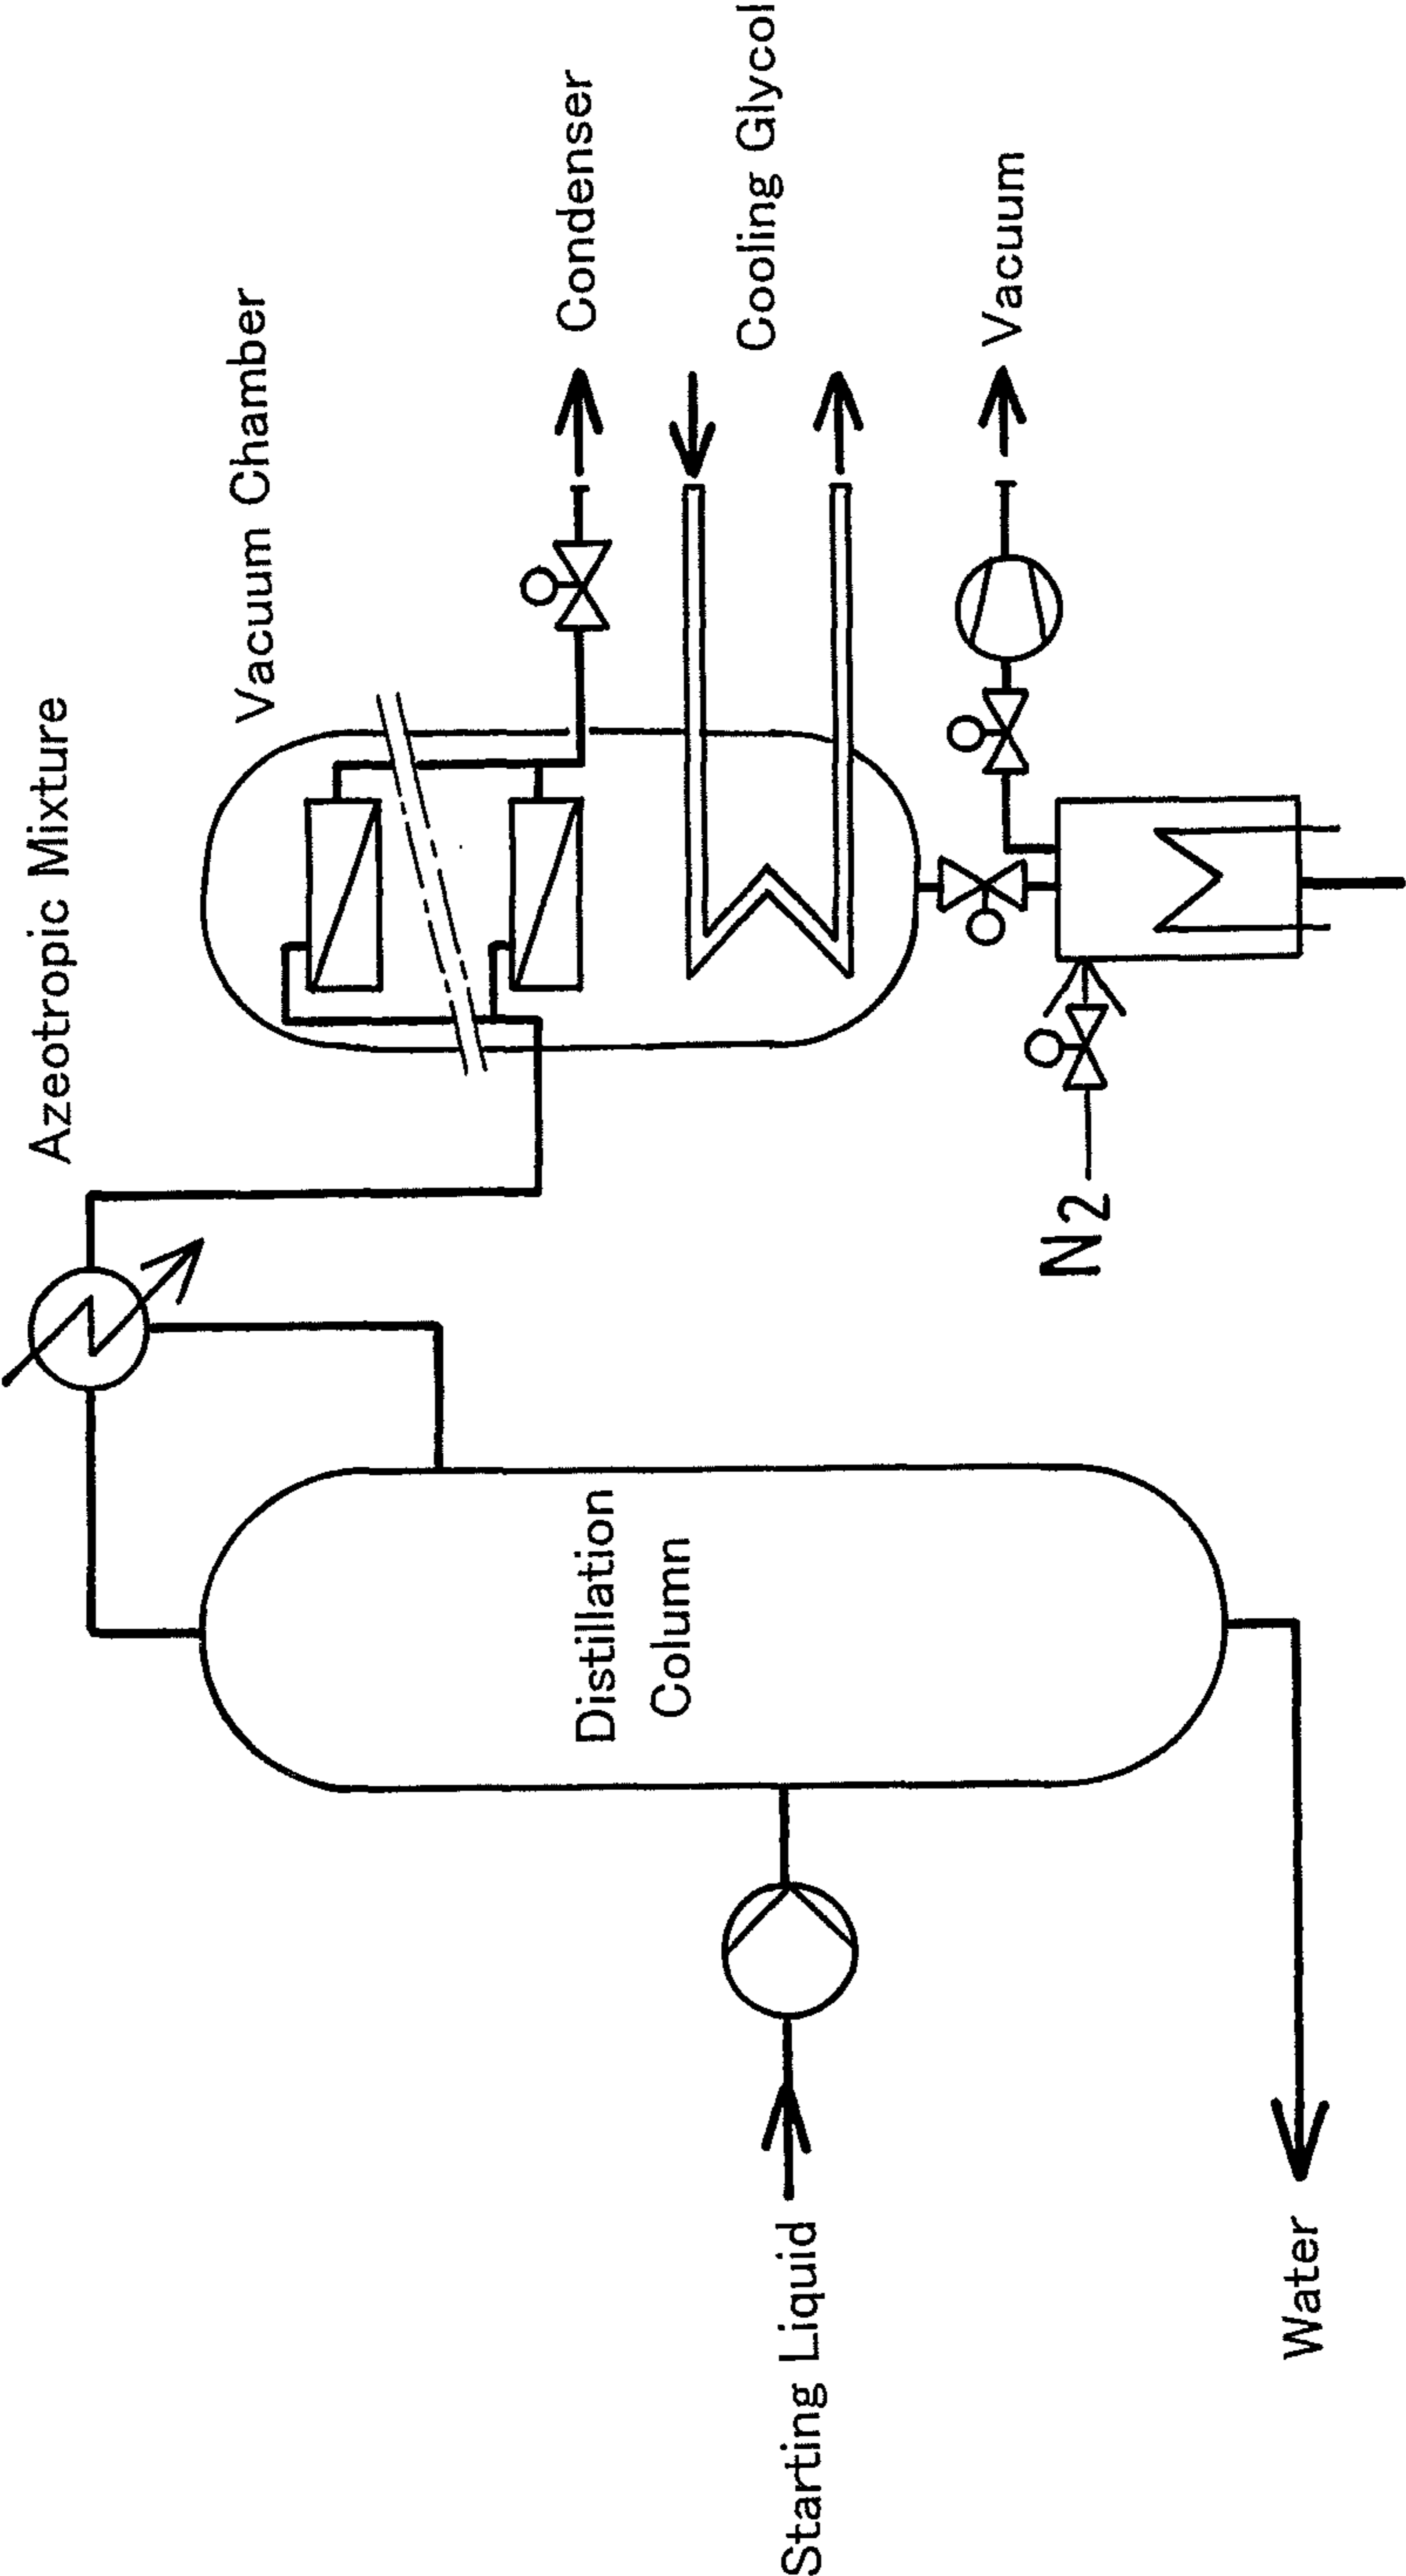 Azeotropic Mixture
Vacuum Chamber
Condenser
Cooling Glycol
Vacuum
N2
Distillation
Column
Starting Liquid
Water